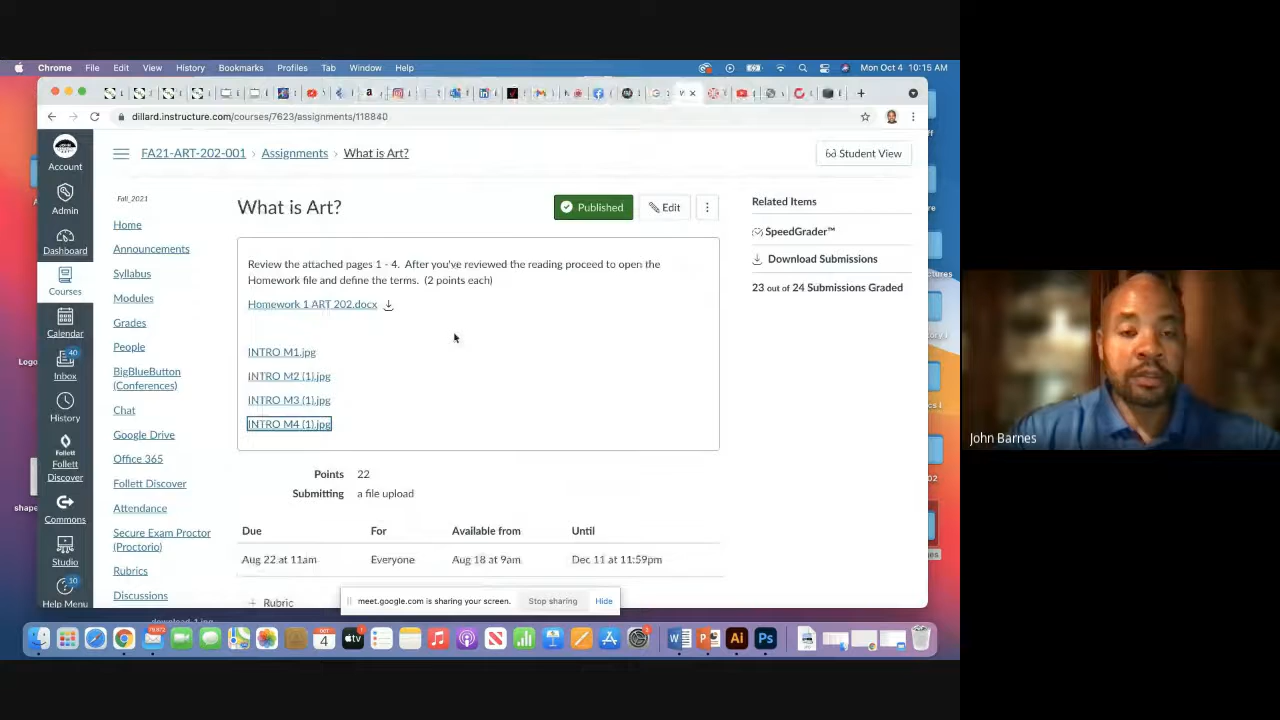 Chrome File Edit View History Bookmarks Profiles Tab Window Help Mon Oct 4 10:15 AM
dillard.instructure.com/courses/7623/assignments/118840
FA21-ART-202-001 › Assignments › What is Art?
Student View
Account
Admin
Dashboard
Courses
Calendar
40
Inbox
History
Follett
Follett Discover
Commons
Studio
10
Help Menu
Fall_2021
Home
Announcements
Syllabus
Modules
Grades
People
BigBlueButton (Conferences)
Chat
Google Drive
Office 365
Follett Discover
Attendance
Secure Exam Proctor (Proctorio)
Rubrics
Discussions
What is Art?
Published
Edit
Review the attached pages 1 - 4. After you've reviewed the reading proceed to open the
Homework file and define the terms. (2 points each)
Homework 1 ART 202.docx
INTRO M1.jpg
INTRO M2 (1).jpg
INTRO M3 (1).jpg
INTRO M4 (1).jpg
Points 22
Submitting a file upload
Due For Available from Until
Aug 22 at 11am Everyone Aug 18 at 9am Dec 11 at 11:59pm
+ Rubric
Related Items
SpeedGrader™
Download Submissions
23 out of 24 Submissions Graded
meet.google.com is sharing your screen. Stop sharing Hide
John Barnes